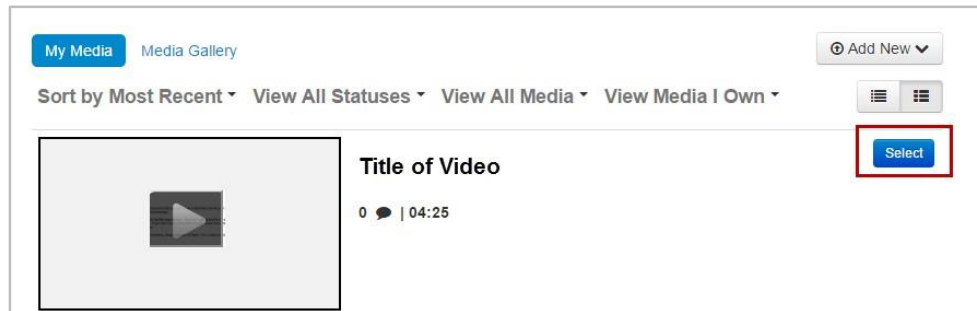 My Media Media Gallery Add New
Sort by Most Recent View All Statuses View All Media View Media I Own
Select
Title of Video
0 | 04:25